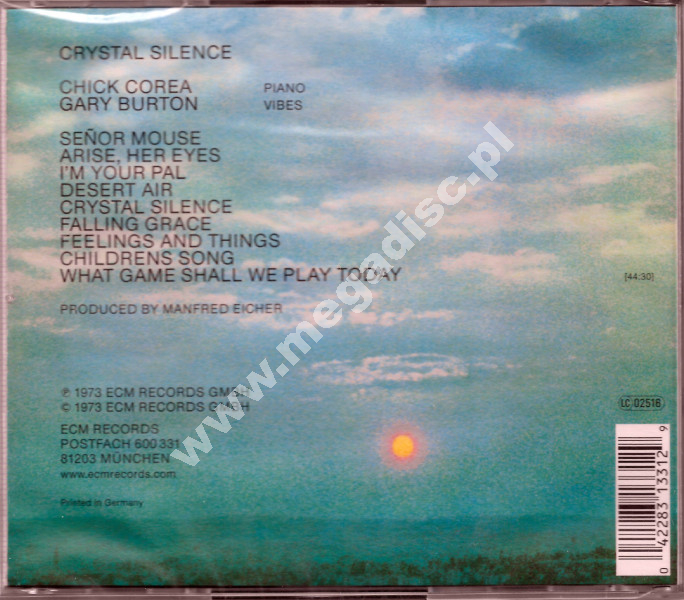 CRYSTAL SILENCE
CHICK COREA PIANO
GARY BURTON VIBES
SEÑOR MOUSE
ARISE, HER EYES
I'M YOUR PAL
DESERT AIR
CRYSTAL SILENCE
FALLING GRACE
FEELINGS AND THINGS
CHILDRENS SONG
WHAT GAME SHALL WE PLAY TODAY [44:30]
PRODUCED BY MANFRED EICHER
℗ 1973 ECM RECORDS GMBH
© 1973 ECM RECORDS GMBH
LC 02516
ECM RECORDS
POSTFACH 600 331
81203 MÜNCHEN
www.ecmrecords.com
Printed in Germany
0 42283 13312 9
www.megadisc.pl